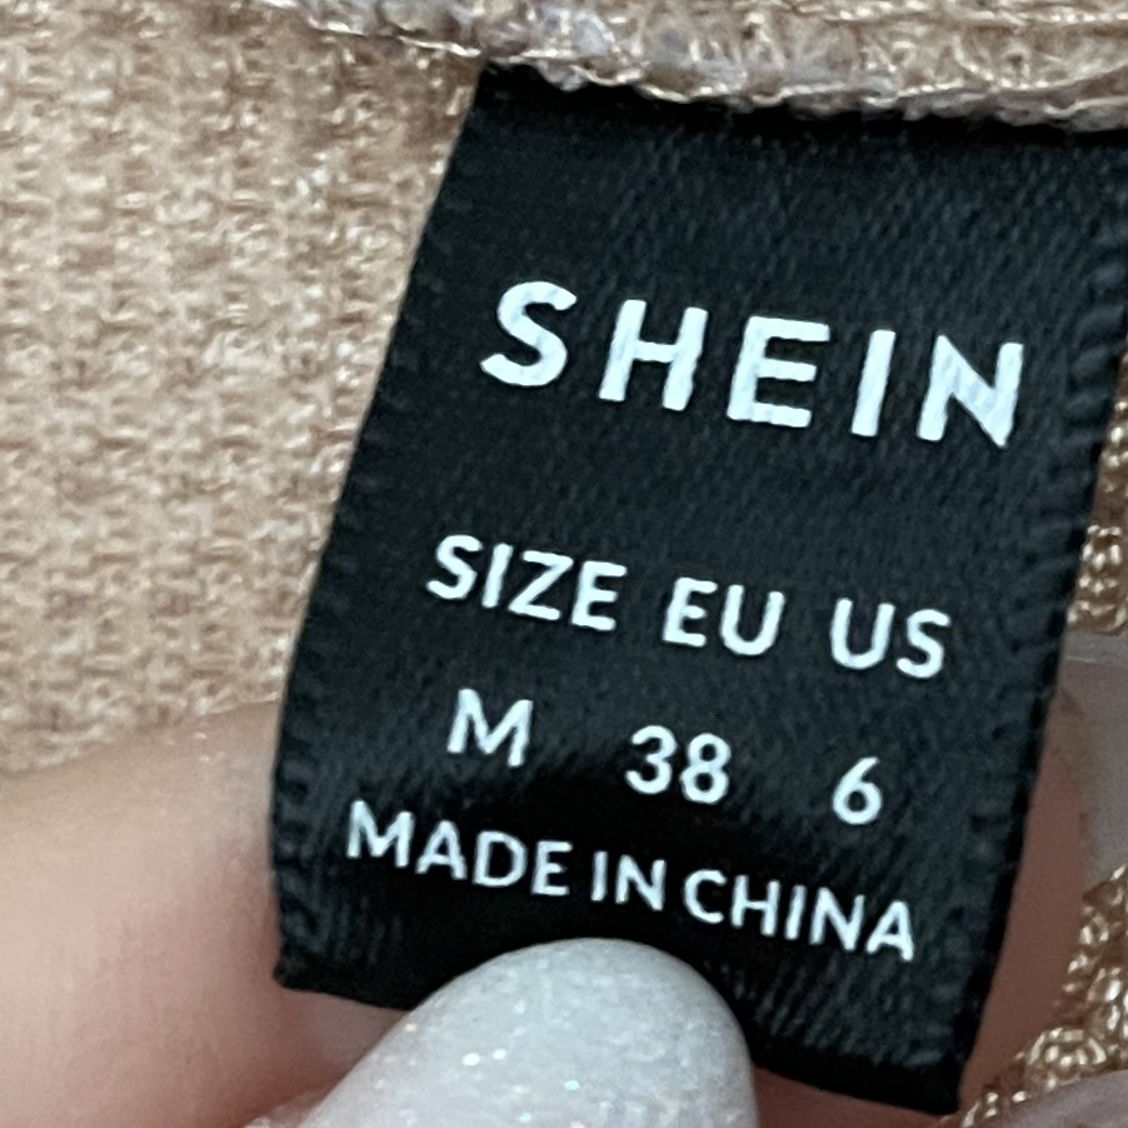 SHEIN
SIZE EU US
M 38 6
MADE IN CHINA